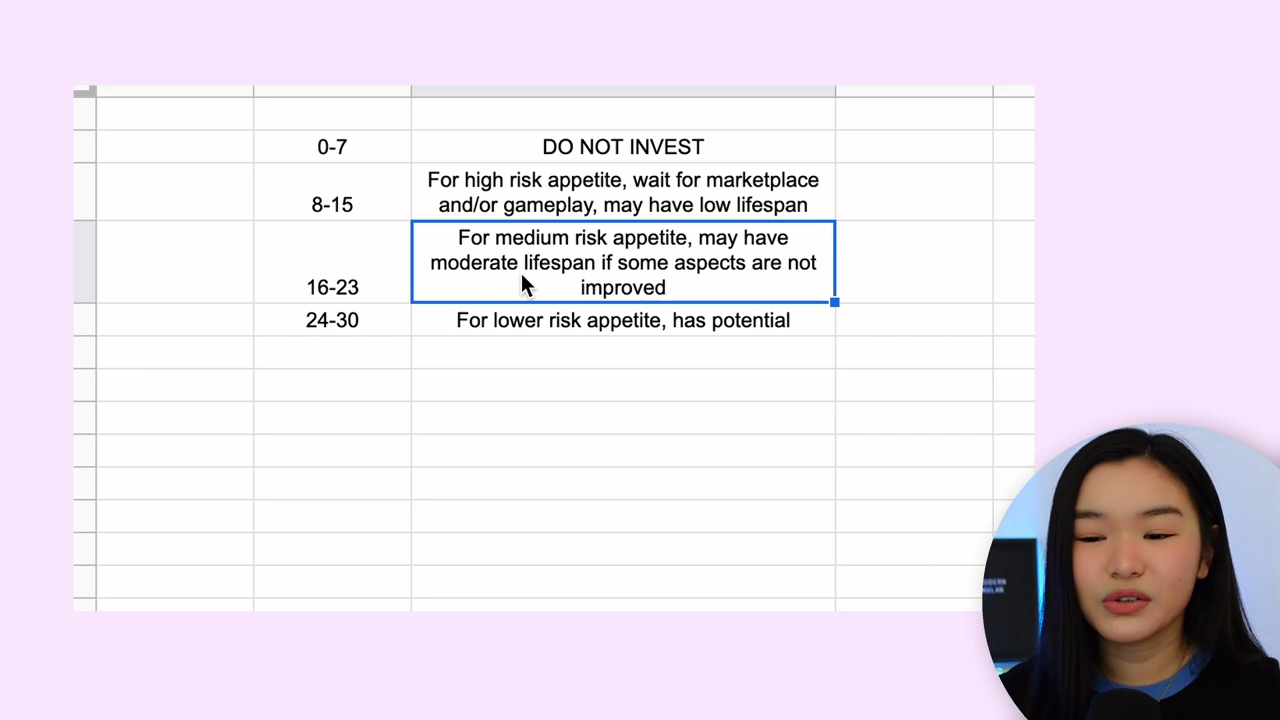 0-7
DO NOT INVEST
For high risk appetite, wait for marketplace
and/or gameplay, may have low lifespan
8-15
For medium risk appetite, may have
moderate lifespan if some aspects are not
improved
16-23
24-30
For lower risk appetite, has potential